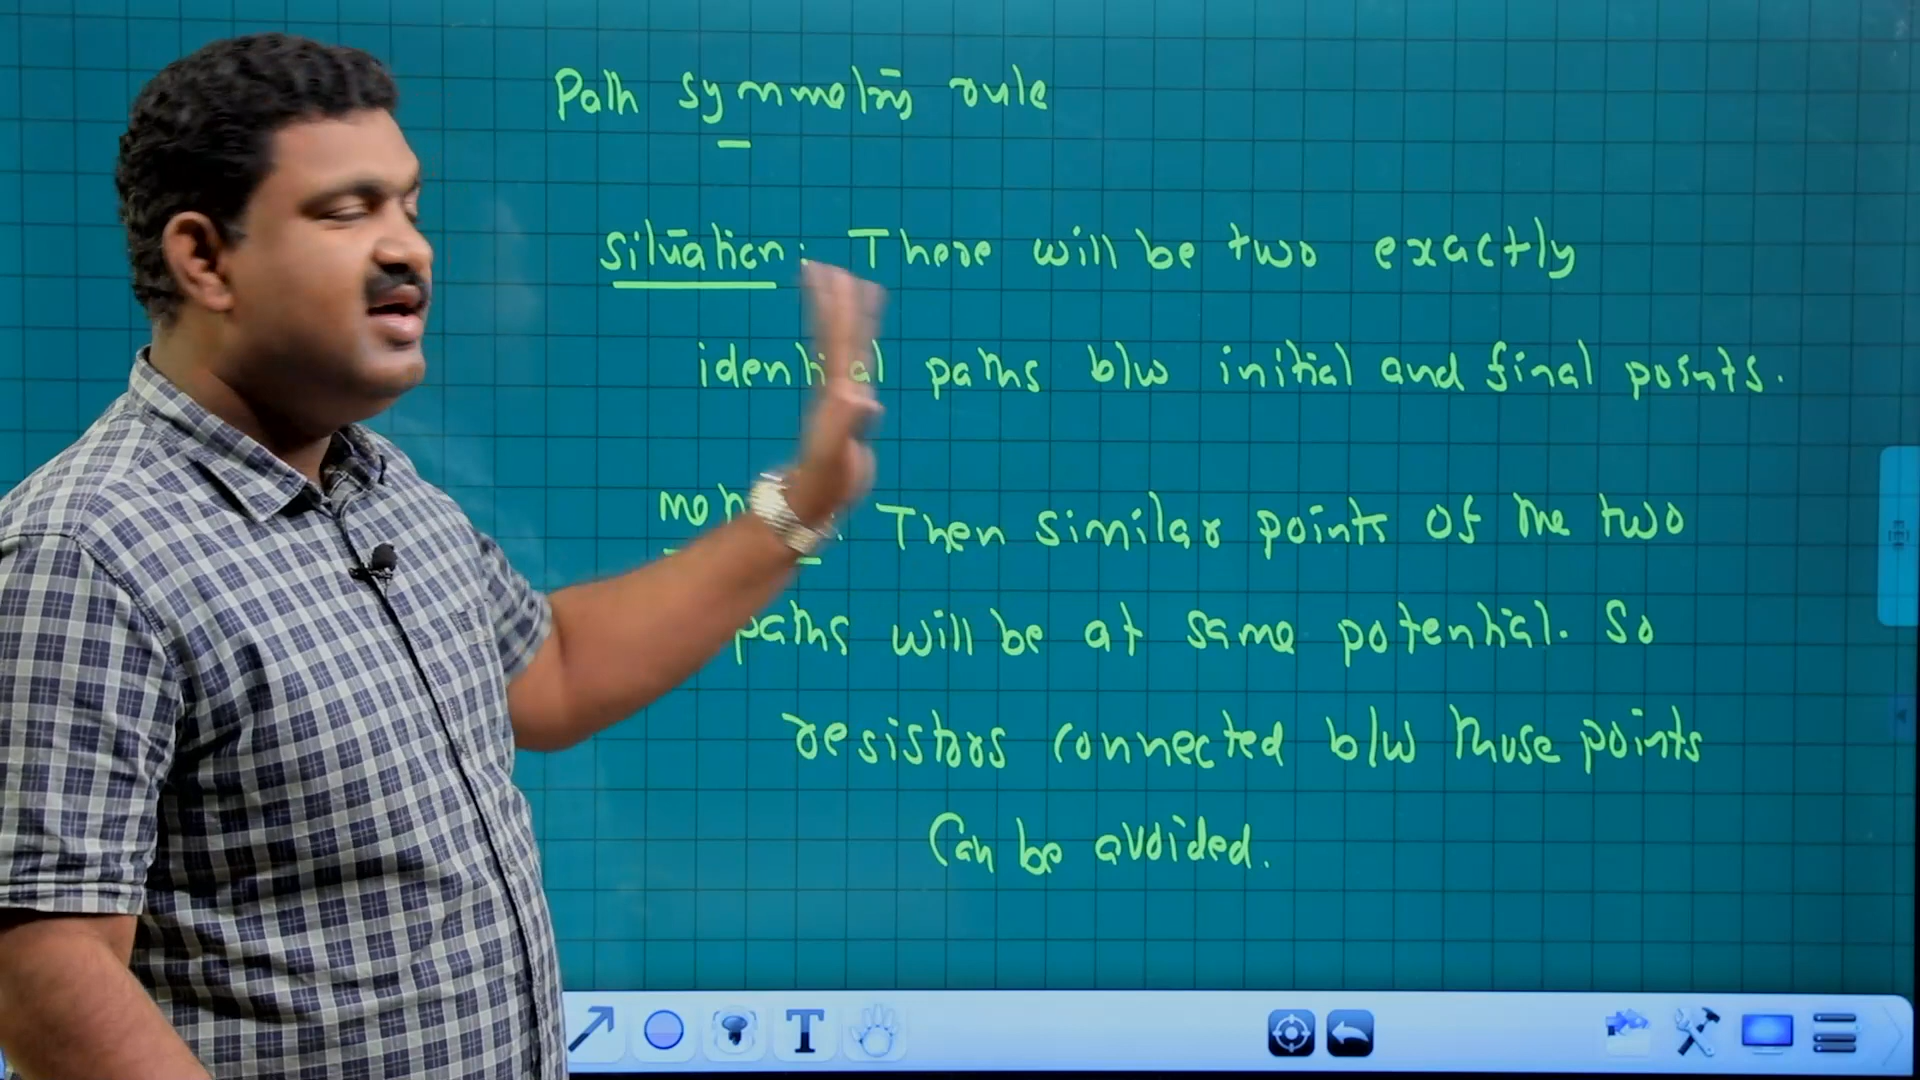 Path symmetry rule
Situation: There will be two exactly
identical paths b/w initial and final points.
Then similar points of the two
paths will be at same potential. So
resistors connected b/w those points
Can be avoided.
T